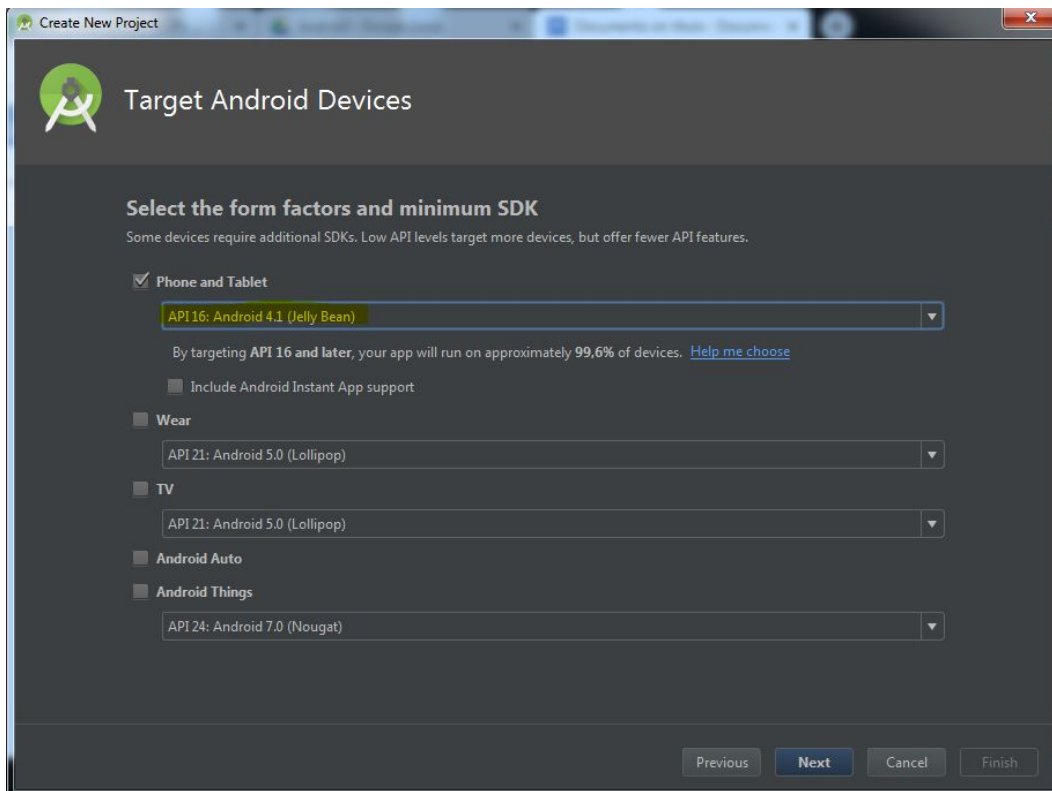 Create New Project
Target Android Devices
Select the form factors and minimum SDK
Some devices require additional SDKs. Low API levels target more devices, but offer fewer API features.
Phone and Tablet
API 16: Android 4.1 (Jelly Bean)
By targeting API 16 and later, your app will run on approximately 99,6% of devices. Help me choose
Include Android Instant App support
Wear
API 21: Android 5.0 (Lollipop)
TV
API 21: Android 5.0 (Lollipop)
Android Auto
Android Things
API 24: Android 7.0 (Nougat)
Previous Next Cancel Finish